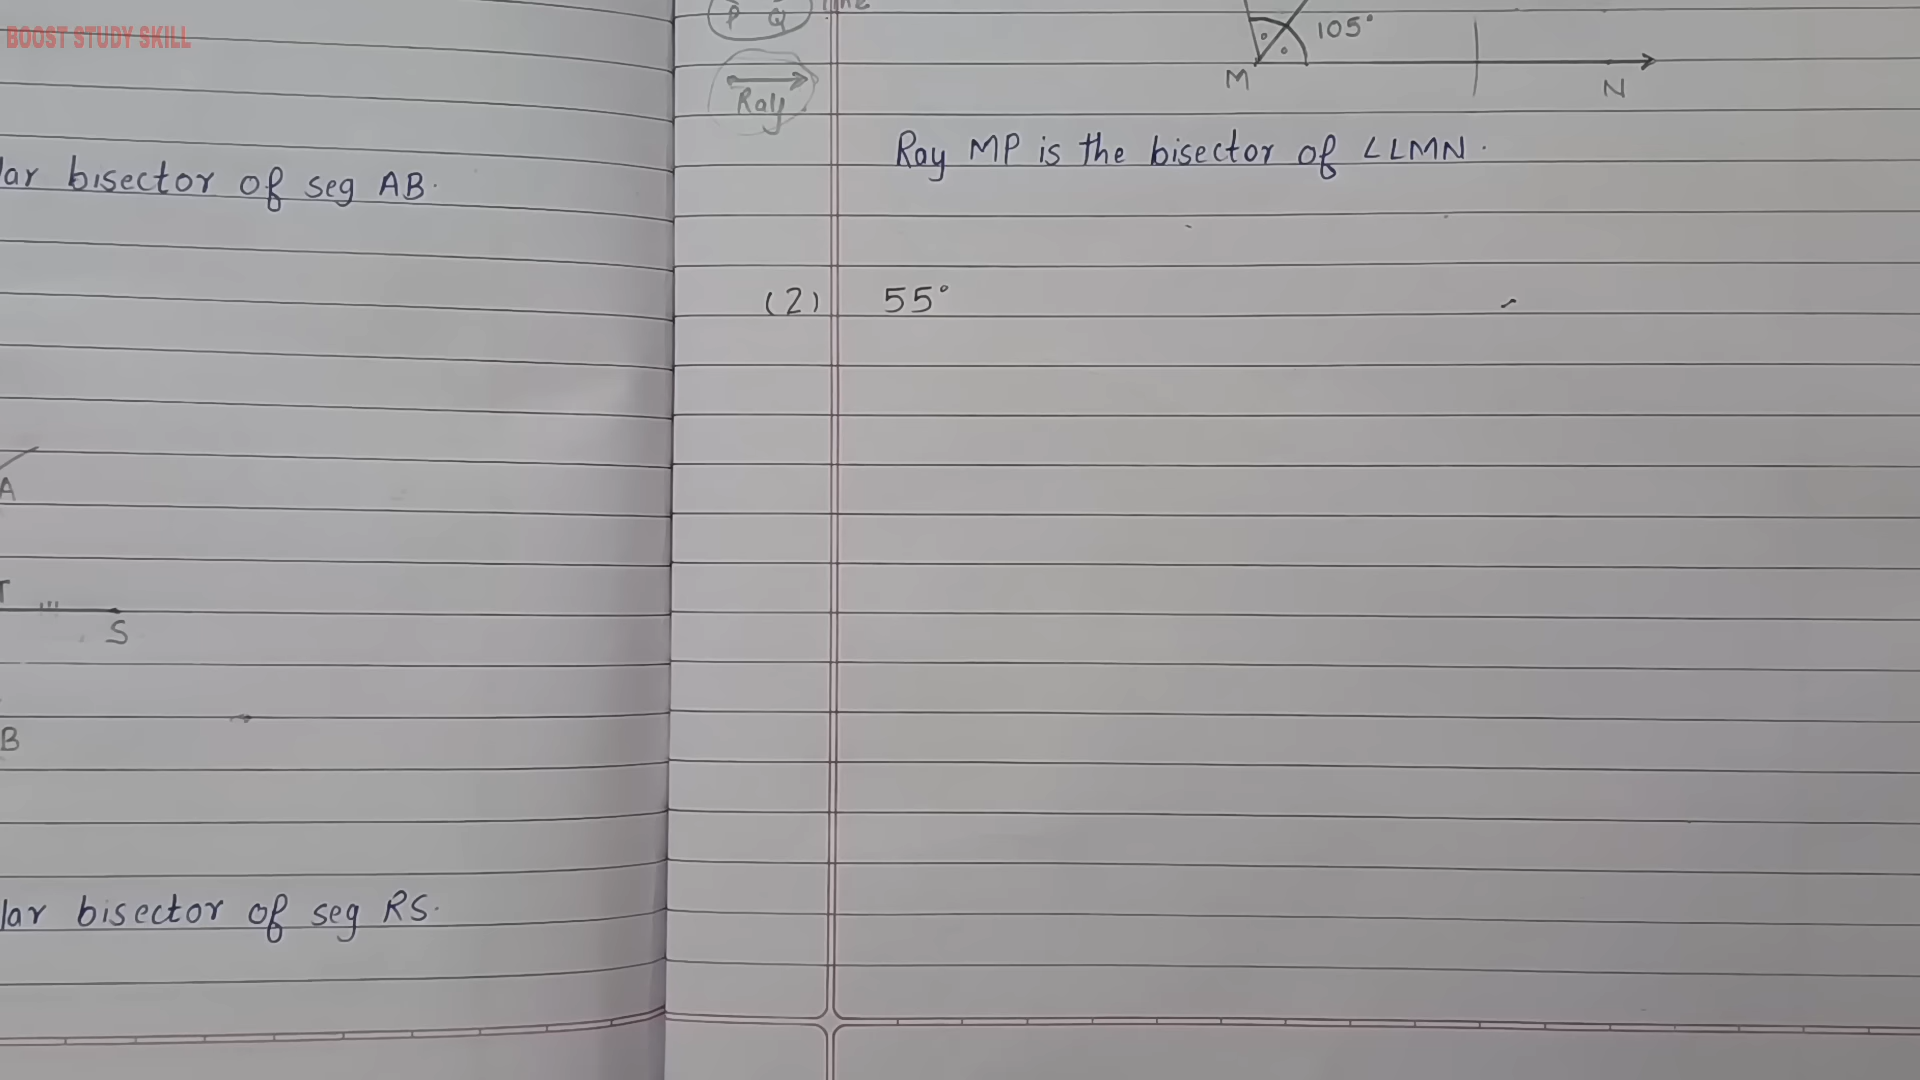 BOOST STUDY SKILL
lar bisector of seg AB.
A
S
B
lar bisector of seg RS.
P Q
Ray
105°
M
N
Ray MP is the bisector of ∠LMN.
(2) 55°